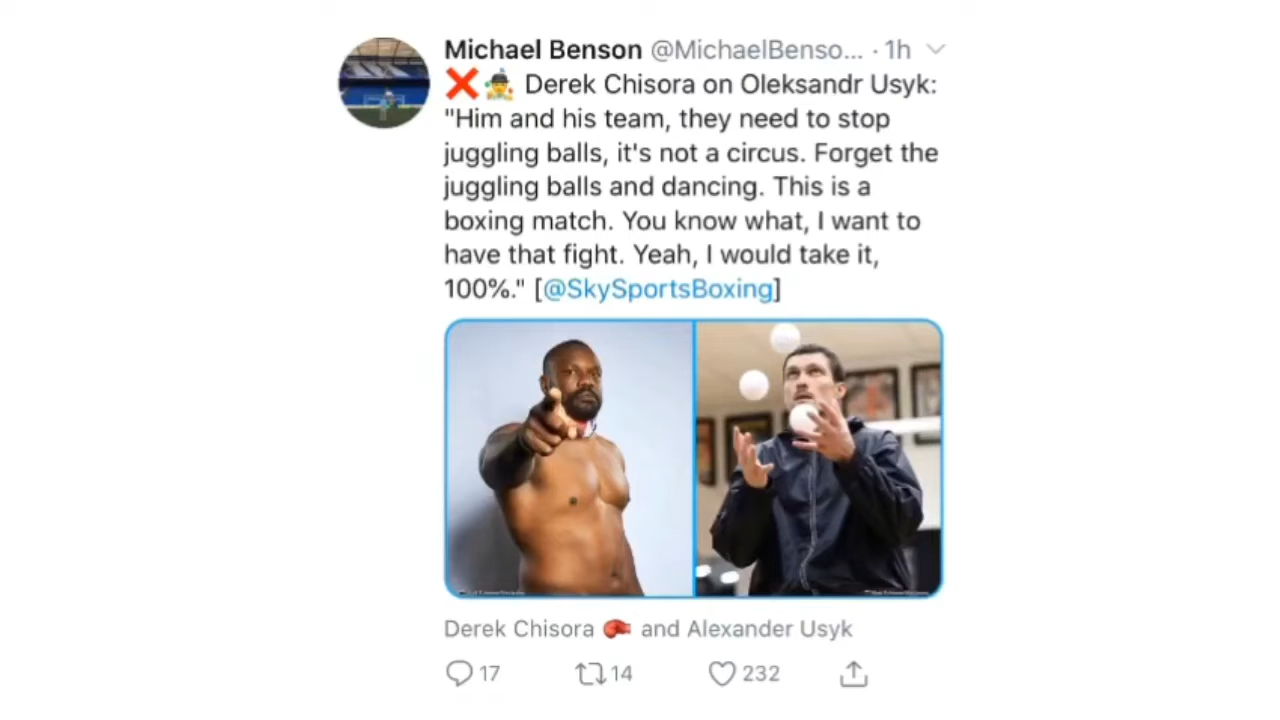 Michael Benson @MichaelBenso... · 1h
❌🤹 Derek Chisora on Oleksandr Usyk:
"Him and his team, they need to stop
juggling balls, it's not a circus. Forget the
juggling balls and dancing. This is a
boxing match. You know what, I want to
have that fight. Yeah, I would take it,
100%." [@SkySportsBoxing]
Derek Chisora 🥊 and Alexander Usyk
17 14 232